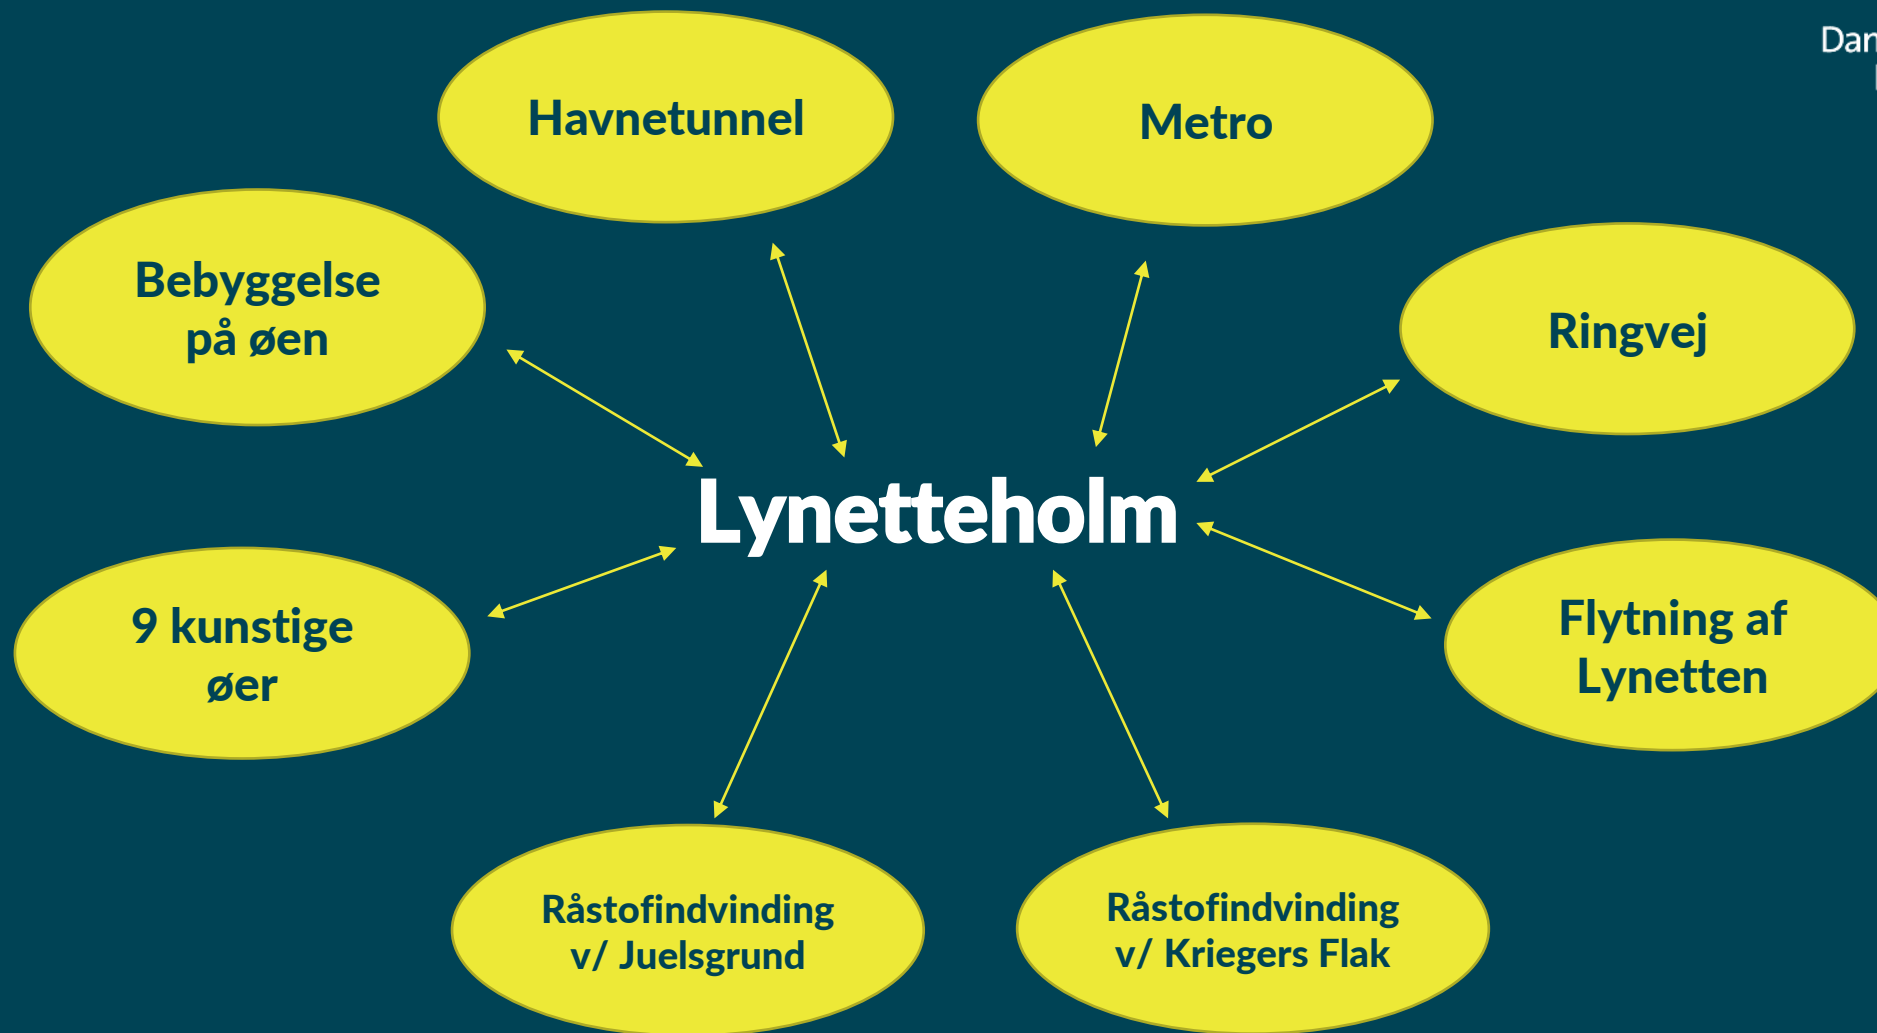 Havnetunnel
Metro
Bebyggelse
på øen
Ringvej
Lynetteholm
9 kunstige
øer
Flytning af
Lynetten
Råstofindvinding
v/ Juelsgrund
Råstofindvinding
v/ Kriegers Flak